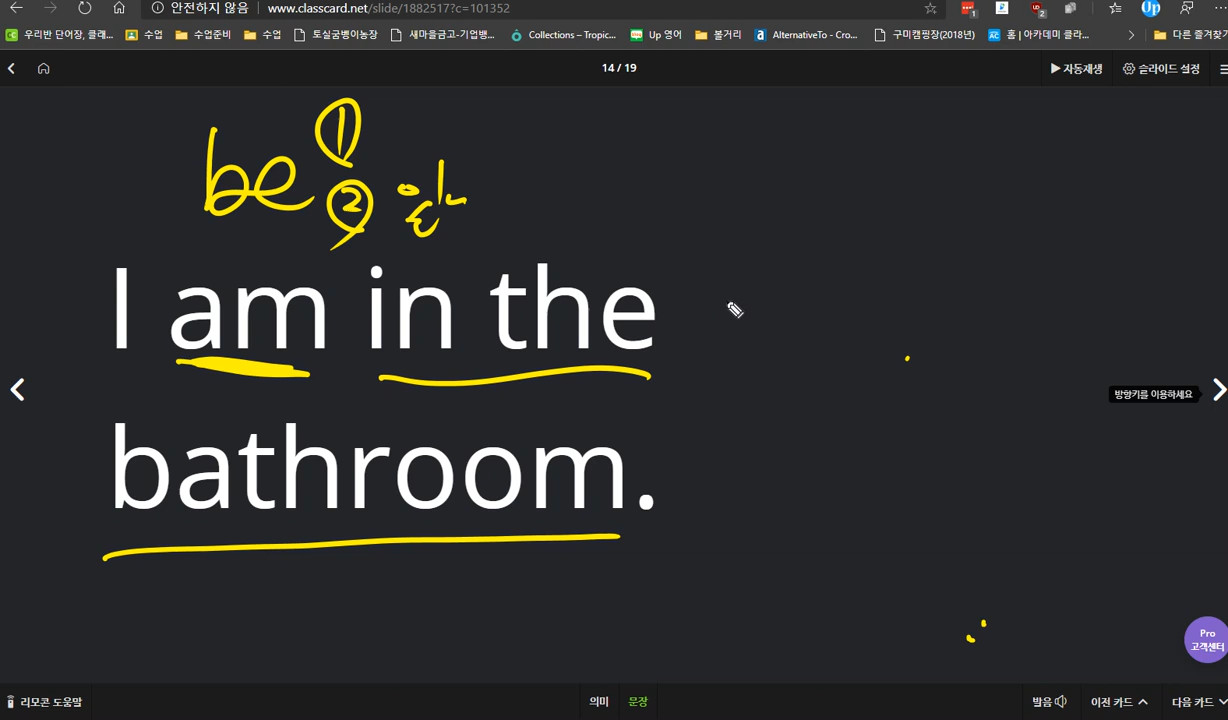 안전하지 않음 www.classcard.net/slide/1882517?c=101352
우리반 단어장, 클래... 수업 수업준비 수업 토실궁뱅이농장 새마을금고-기업뱅... Collections – Tropic... Up 영어 볼거리 AlternativeTo - Cro... 구미캠핑장(2018년) 홈 | 아카데미 클라... 다른 즐겨찾기
14 / 19 자동재생 슬라이드 설정
be ①
②
I am in the
방향키를 이용하세요
bathroom.
Pro
고객센터
리모콘 도움말 의미 문장 발음 이전 카드 다음 카드